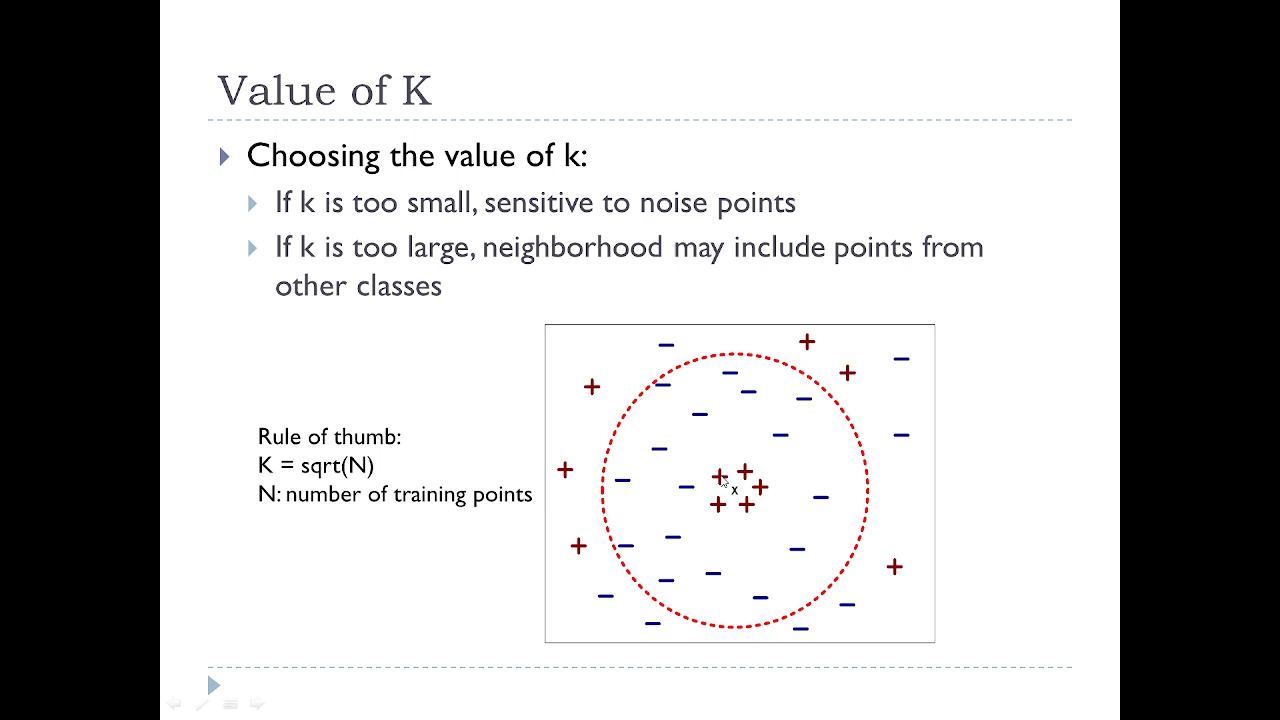 Value of K
Choosing the value of k:
If k is too small, sensitive to noise points
If k is too large, neighborhood may include points from
other classes
Rule of thumb:
K = sqrt(N)
N: number of training points
x